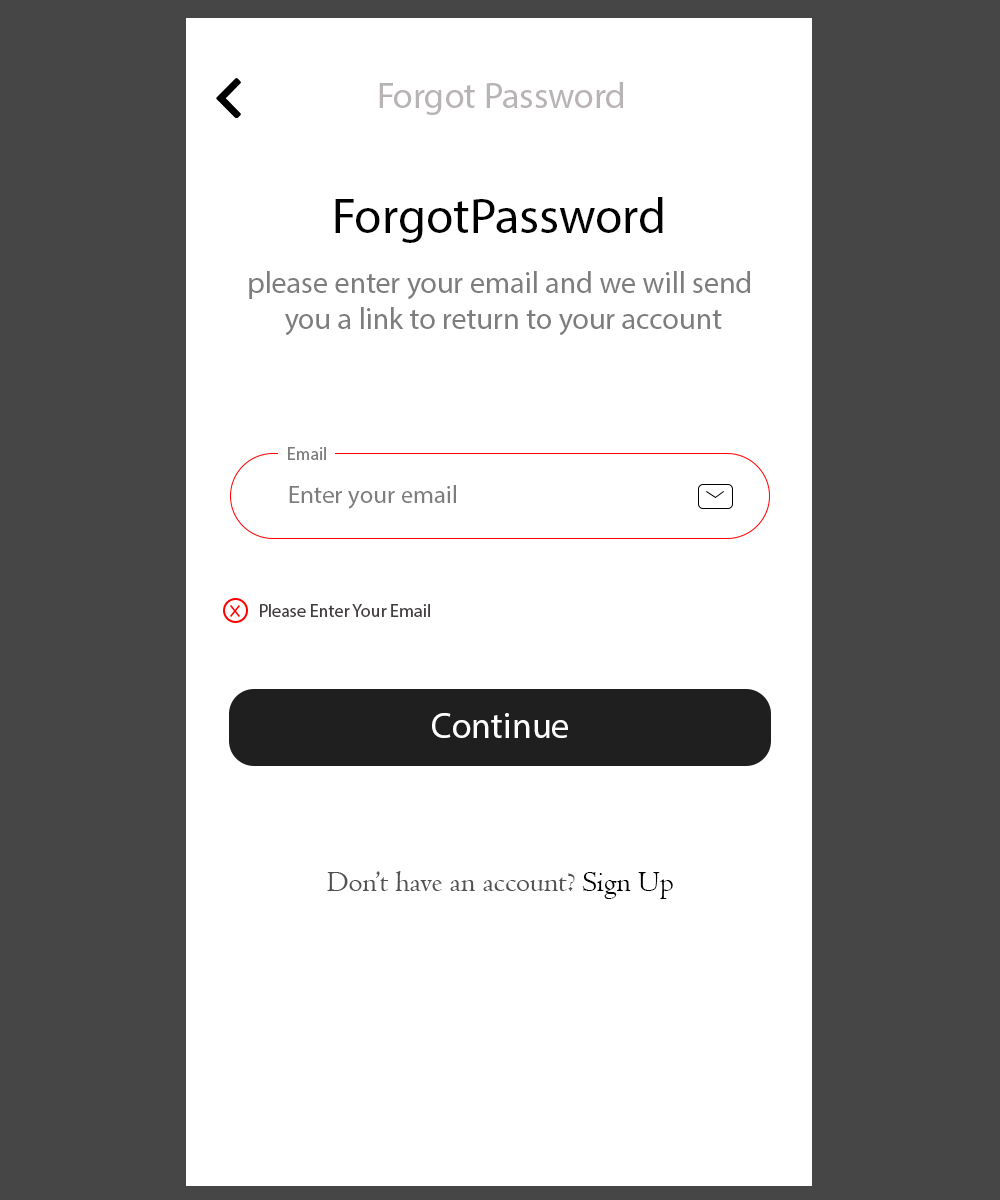 Forgot Password
ForgotPassword
please enter your email and we will send
you a link to return to your account
Email
Enter your email
Please Enter Your Email
Continue
Don’t have an account? Sign Up